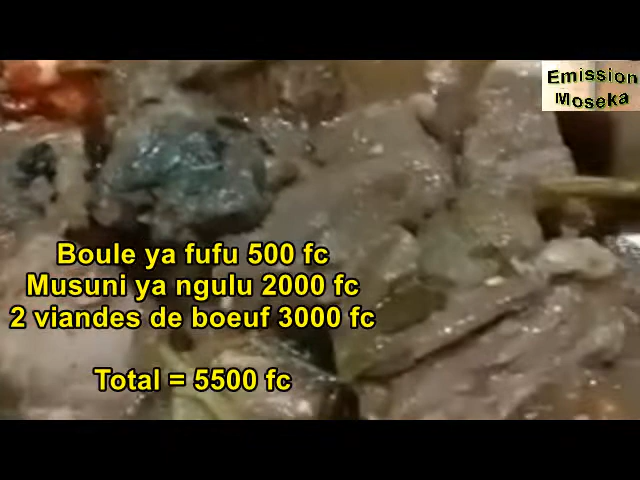 Emission
Moseka
Boule ya fufu 500 fc
Musuni ya ngulu 2000 fc
2 viandes de boeuf 3000 fc
Total = 5500 fc